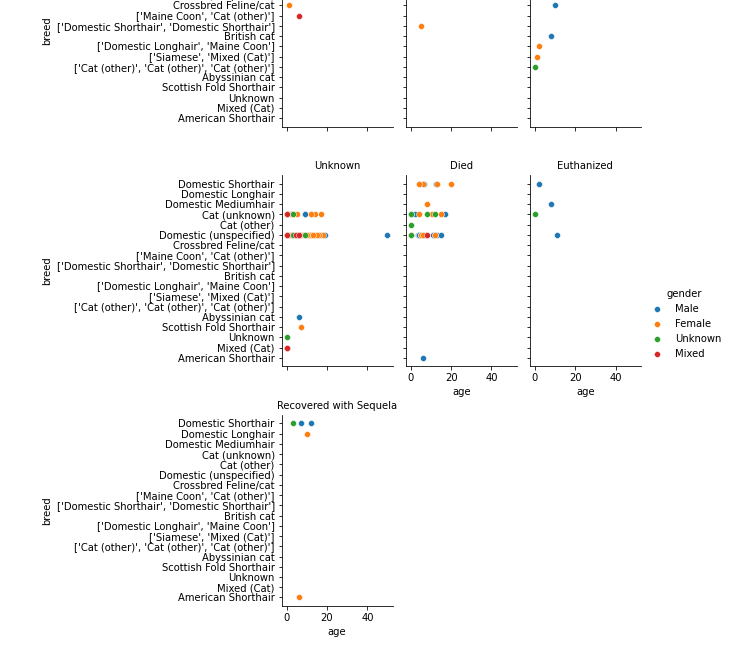 Crossbred Feline/cat
['Maine Coon', 'Cat (other)']
['Domestic Shorthair', 'Domestic Shorthair']
British cat
['Domestic Longhair', 'Maine Coon']
['Siamese', 'Mixed (Cat)']
['Cat (other)', 'Cat (other)', 'Cat (other)']
Abyssinian cat
Scottish Fold Shorthair
Unknown
Mixed (Cat)
American Shorthair
breed
Unknown
Died
Euthanized
Domestic Shorthair
Domestic Longhair
Domestic Mediumhair
Cat (unknown)
Cat (other)
Domestic (unspecified)
Crossbred Feline/cat
['Maine Coon', 'Cat (other)']
['Domestic Shorthair', 'Domestic Shorthair']
British cat
['Domestic Longhair', 'Maine Coon']
['Siamese', 'Mixed (Cat)']
['Cat (other)', 'Cat (other)', 'Cat (other)']
Abyssinian cat
Scottish Fold Shorthair
Unknown
Mixed (Cat)
American Shorthair
breed
0 20 40
age
0 20 40
age
gender
Male
Female
Unknown
Mixed
Recovered with Sequela
Domestic Shorthair
Domestic Longhair
Domestic Mediumhair
Cat (unknown)
Cat (other)
Domestic (unspecified)
Crossbred Feline/cat
['Maine Coon', 'Cat (other)']
['Domestic Shorthair', 'Domestic Shorthair']
British cat
['Domestic Longhair', 'Maine Coon']
['Siamese', 'Mixed (Cat)']
['Cat (other)', 'Cat (other)', 'Cat (other)']
Abyssinian cat
Scottish Fold Shorthair
Unknown
Mixed (Cat)
American Shorthair
breed
0 20 40
age